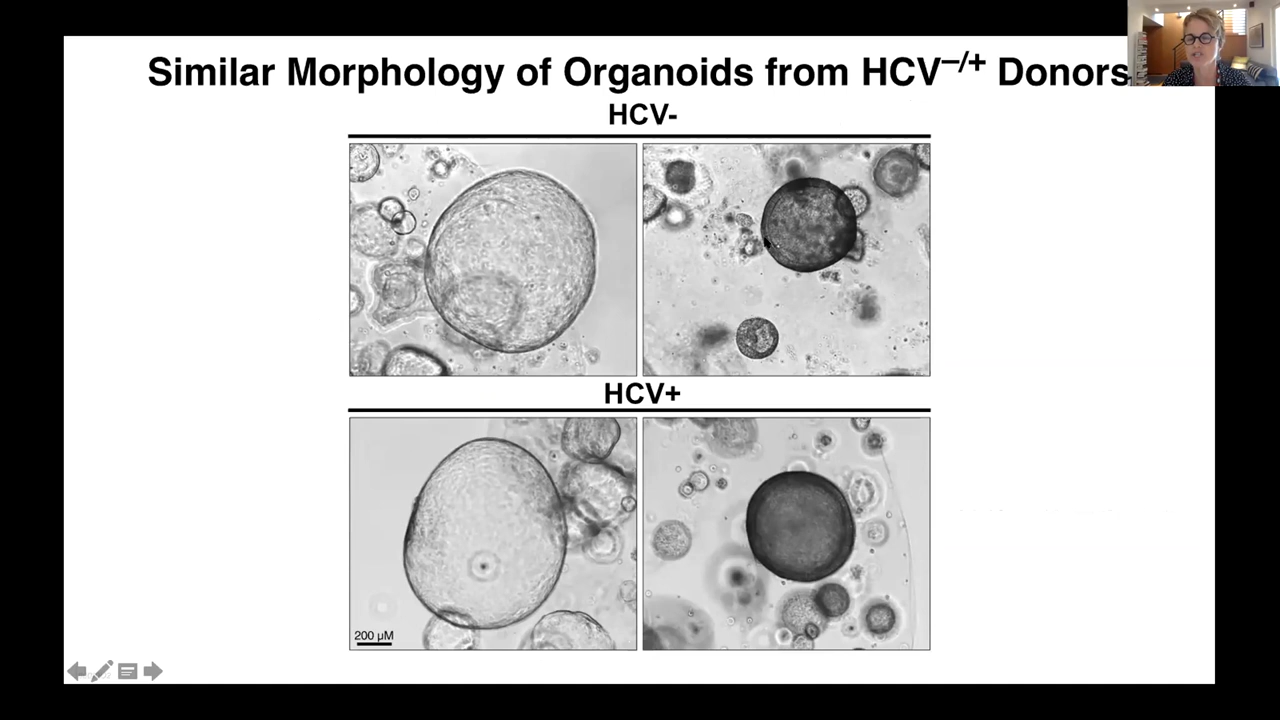 Similar Morphology of Organoids from HCV–/+ Donors
HCV-
HCV+
200 µM